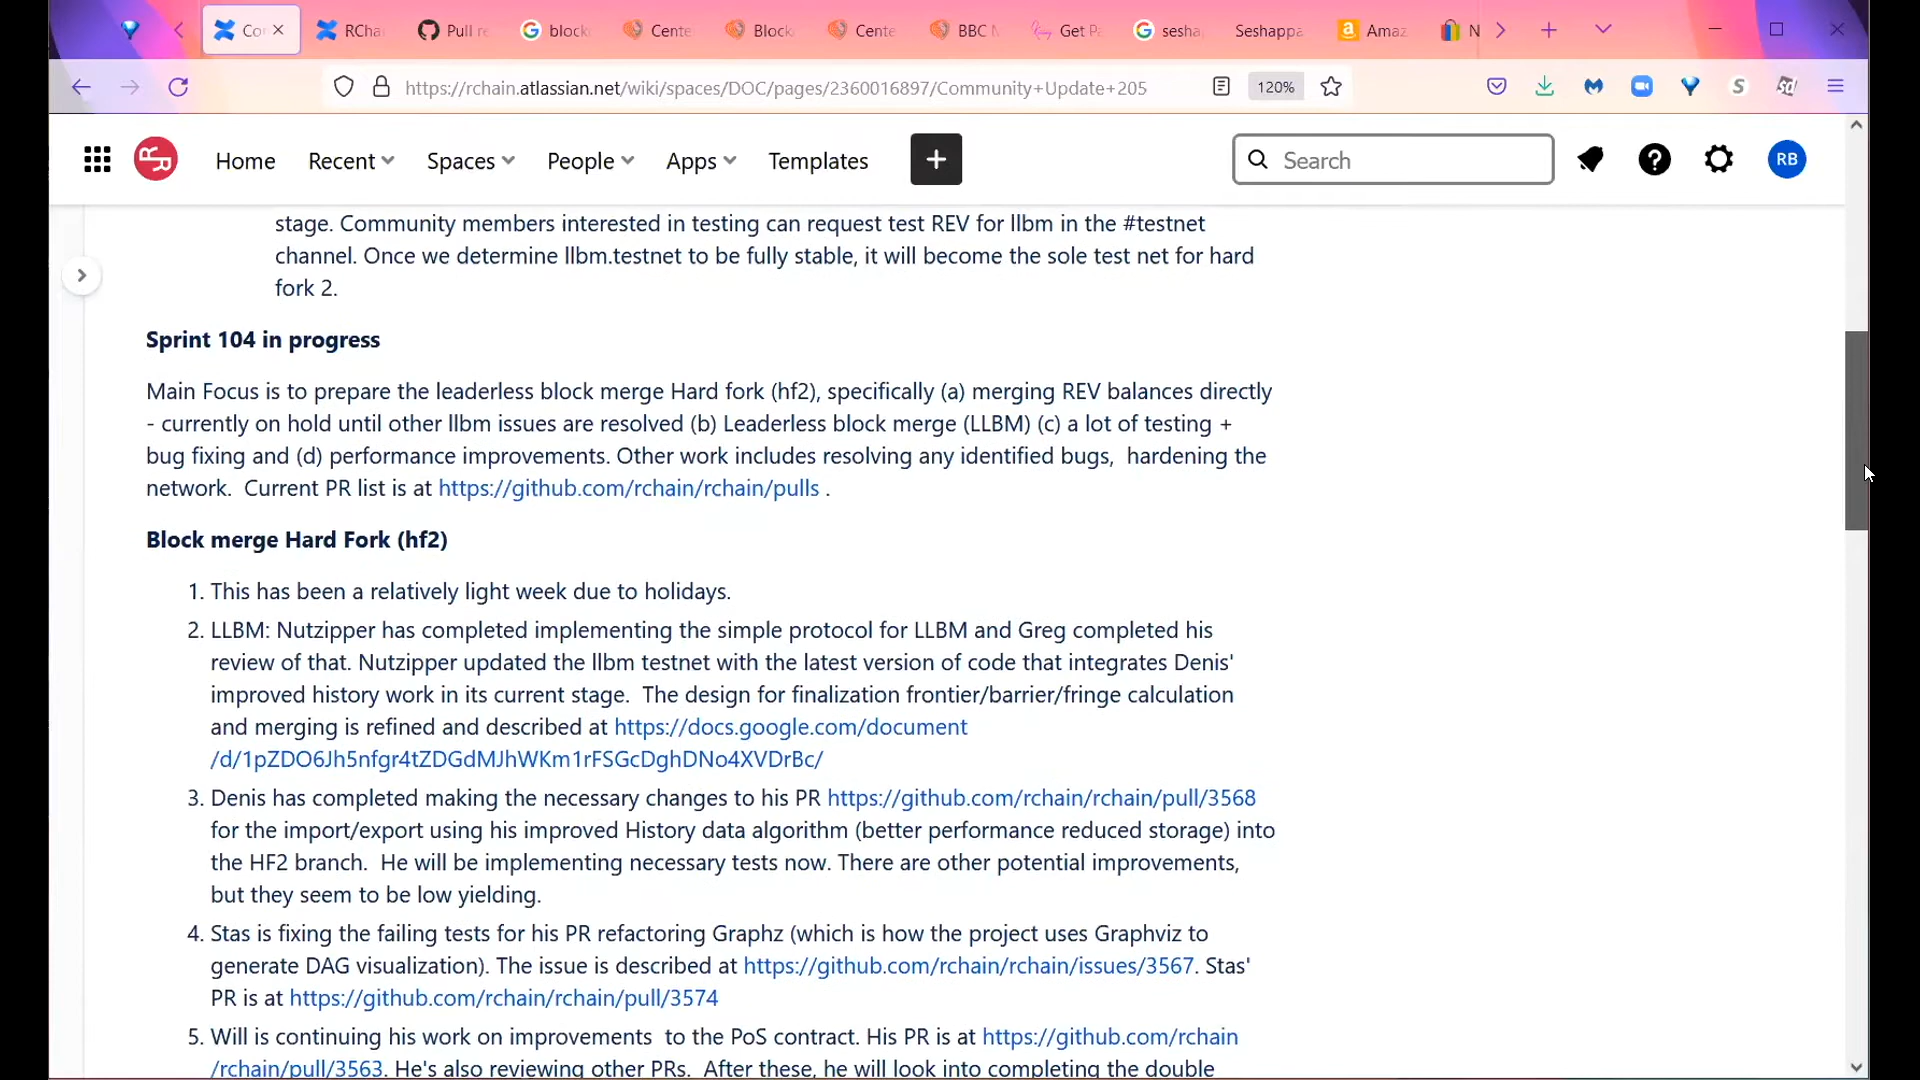 Co
RCha
Pull re
block
Cente
Block
Cente
BBC N
Get Pa
sesha
Seshappa
Amaz
N
https://rchain.atlassian.net/wiki/spaces/DOC/pages/2360016897/Community+Update+205
120%
Home
Recent
Spaces
People
Apps
Templates
+
Search
RB
stage. Community members interested in testing can request test REV for llbm in the #testnet
channel. Once we determine llbm.testnet to be fully stable, it will become the sole test net for hard
fork 2.
Sprint 104 in progress
Main Focus is to prepare the leaderless block merge Hard fork (hf2), specifically (a) merging REV balances directly
- currently on hold until other llbm issues are resolved (b) Leaderless block merge (LLBM) (c) a lot of testing +
bug fixing and (d) performance improvements. Other work includes resolving any identified bugs,  hardening the
network.  Current PR list is at https://github.com/rchain/rchain/pulls .
Block merge Hard Fork (hf2)
1. This has been a relatively light week due to holidays.
2. LLBM: Nutzipper has completed implementing the simple protocol for LLBM and Greg completed his
review of that. Nutzipper updated the llbm testnet with the latest version of code that integrates Denis'
improved history work in its current stage.  The design for finalization frontier/barrier/fringe calculation
and merging is refined and described at https://docs.google.com/document
/d/1pZDO6Jh5nfgr4tZDGdMJhWKm1rFSGcDghDNo4XVDrBc/
3. Denis has completed making the necessary changes to his PR https://github.com/rchain/rchain/pull/3568
for the import/export using his improved History data algorithm (better performance reduced storage) into
the HF2 branch.  He will be implementing necessary tests now. There are other potential improvements,
but they seem to be low yielding.
4. Stas is fixing the failing tests for his PR refactoring Graphz (which is how the project uses Graphviz to
generate DAG visualization). The issue is described at https://github.com/rchain/rchain/issues/3567. Stas'
PR is at https://github.com/rchain/rchain/pull/3574
5. Will is continuing his work on improvements  to the PoS contract. His PR is at https://github.com/rchain
/rchain/pull/3563. He's also reviewing other PRs.  After these, he will look into completing the double